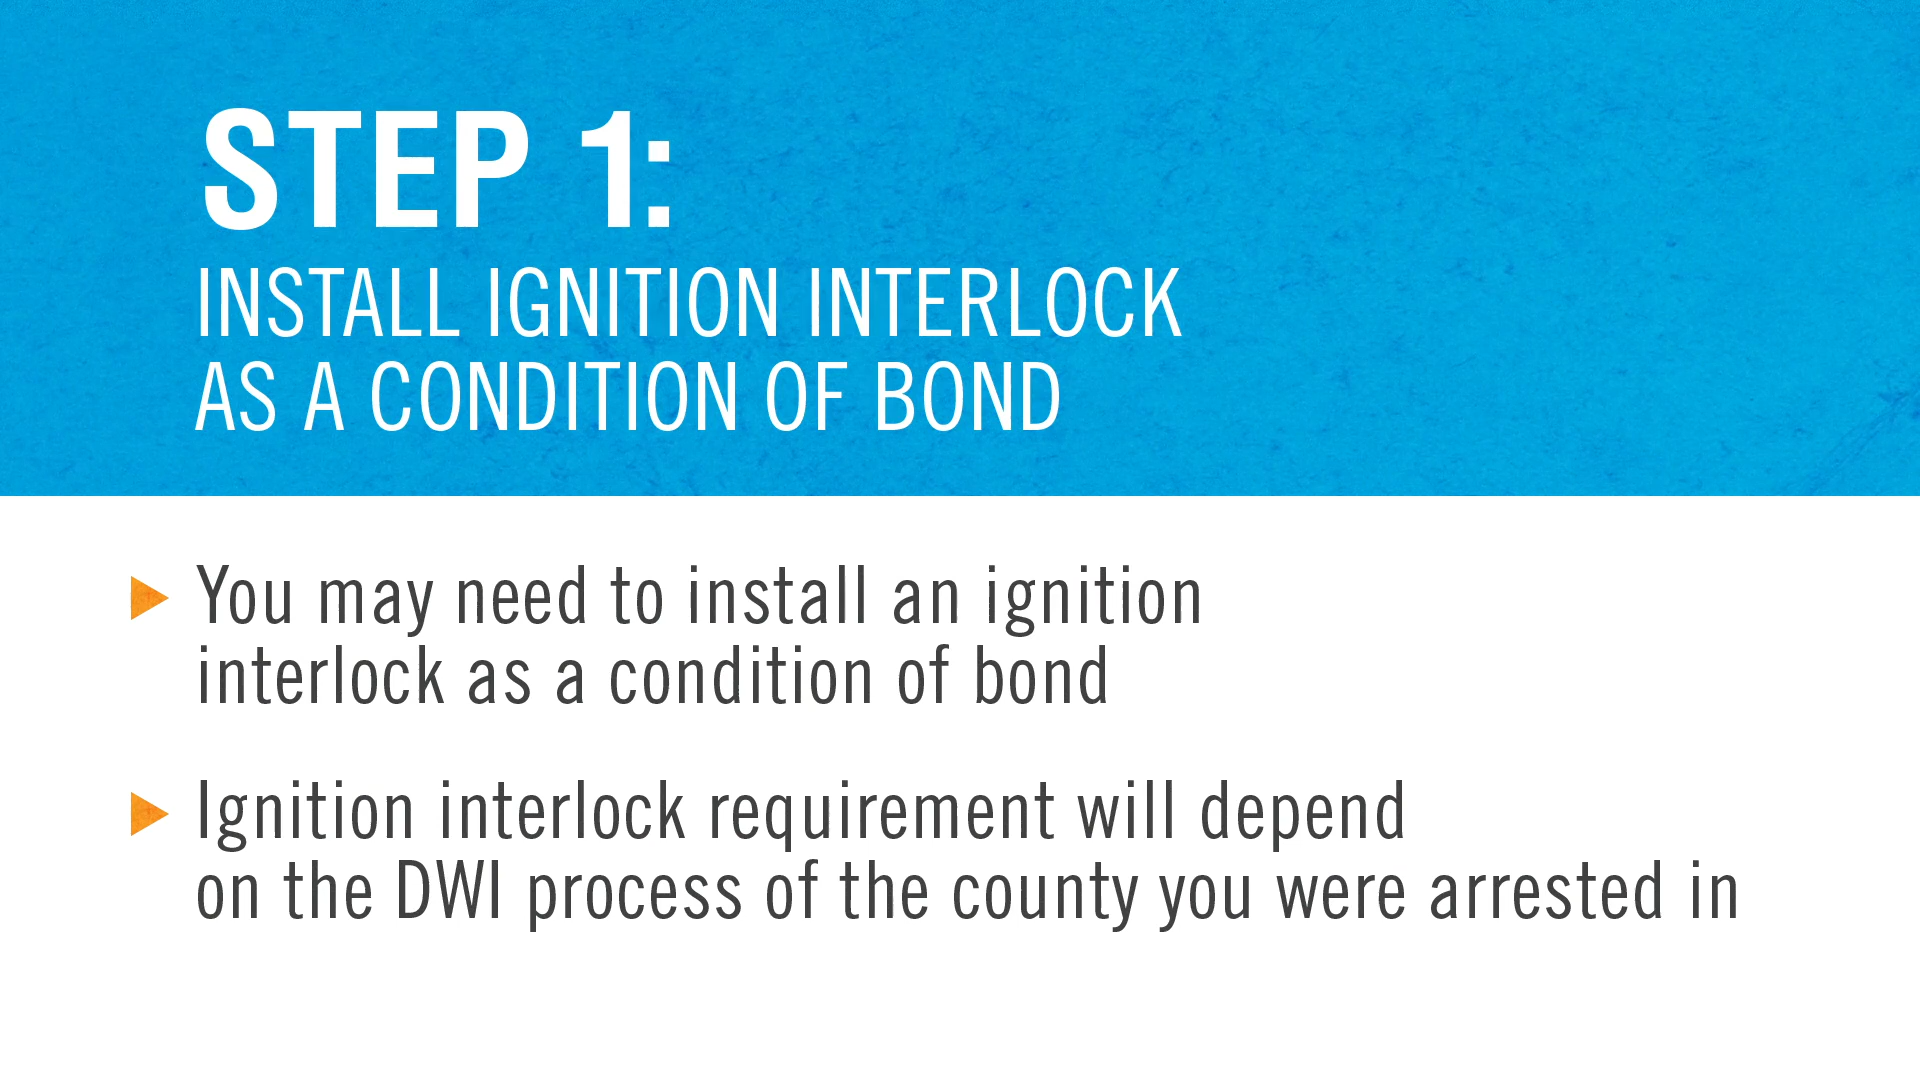 STEP 1:
INSTALL IGNITION INTERLOCK
AS A CONDITION OF BOND
You may need to install an ignition
interlock as a condition of bond
Ignition interlock requirement will depend
on the DWI process of the county you were arrested in